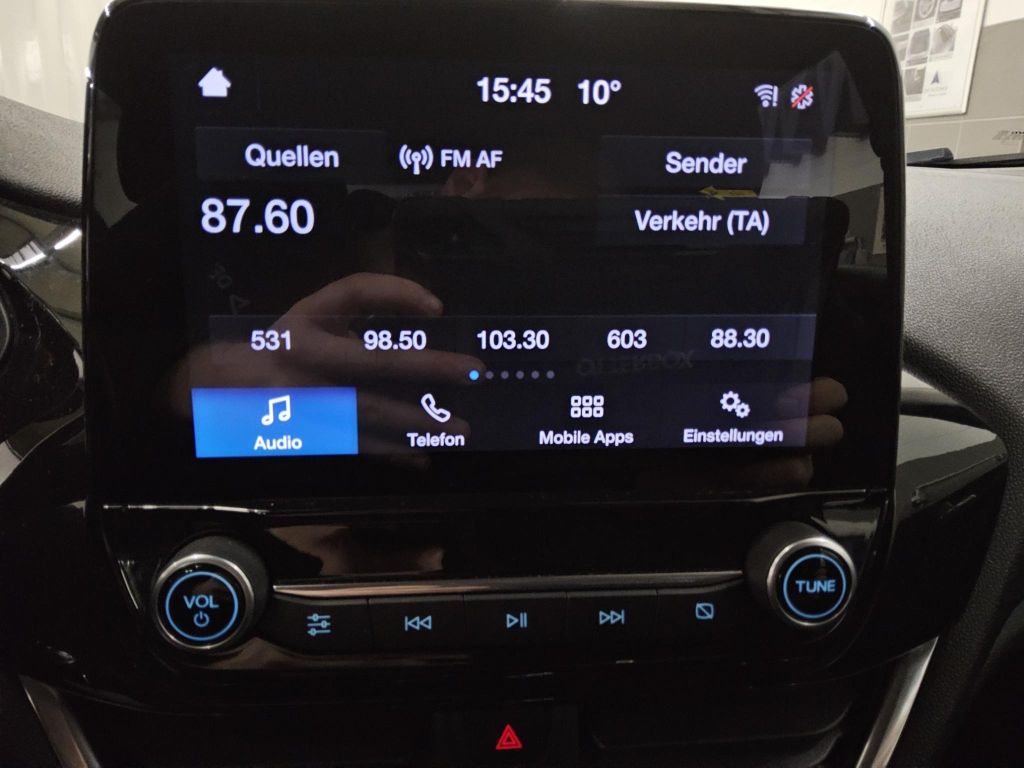 15:45 10°
Quellen FM AF Sender
87.60 Verkehr (TA)
531 98.50 103.30 603 88.30
Audio Telefon Mobile Apps Einstellungen
VOL TUNE